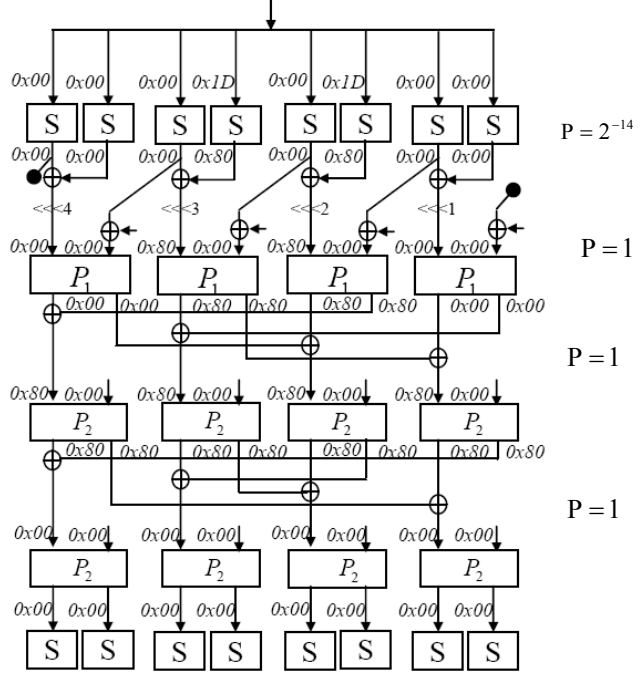 0x00 0x00 0x00 0x1D 0x00 0x1D 0x00 0x00
S S S S S S S S
P = 2⁻¹⁴
0x00 0x00 0x00 0x80 0x00 0x80 0x00 0x00
<<<4 <<<3 <<<2 <<<1
0x00 0x00 0x80 0x00 0x80 0x00 0x00 0x00
P = 1
P₁ P₁ P₁ P₁
0x00 0x00 0x80 0x80 0x80 0x80 0x00 0x00
P = 1
0x80 0x00 0x80 0x00 0x80 0x00 0x80 0x00
P₂ P₂ P₂ P₂
0x80 0x80 0x80 0x80 0x80 0x80 0x80 0x80
P = 1
0x00 0x00 0x00 0x00 0x00 0x00 0x00 0x00
P₂ P₂ P₂ P₂
0x00 0x00 0x00 0x00 0x00 0x00 0x00 0x00
S S S S S S S S